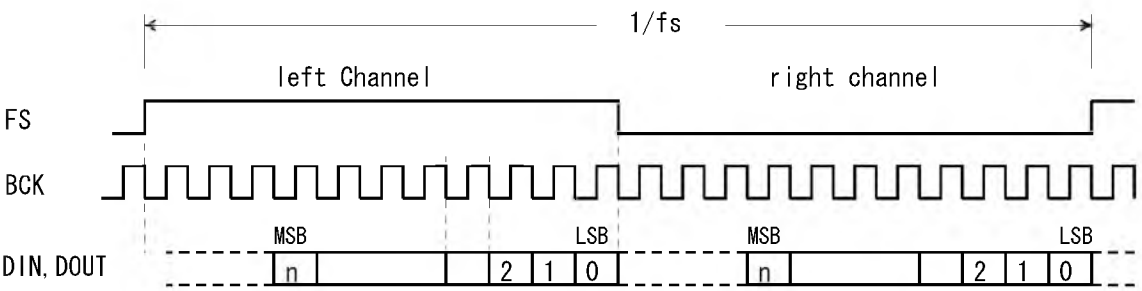 1/fs
left Channel
right channel
FS
BCK
MSB LSB MSB LSB
DIN, DOUT n 2 1 0 n 2 1 0